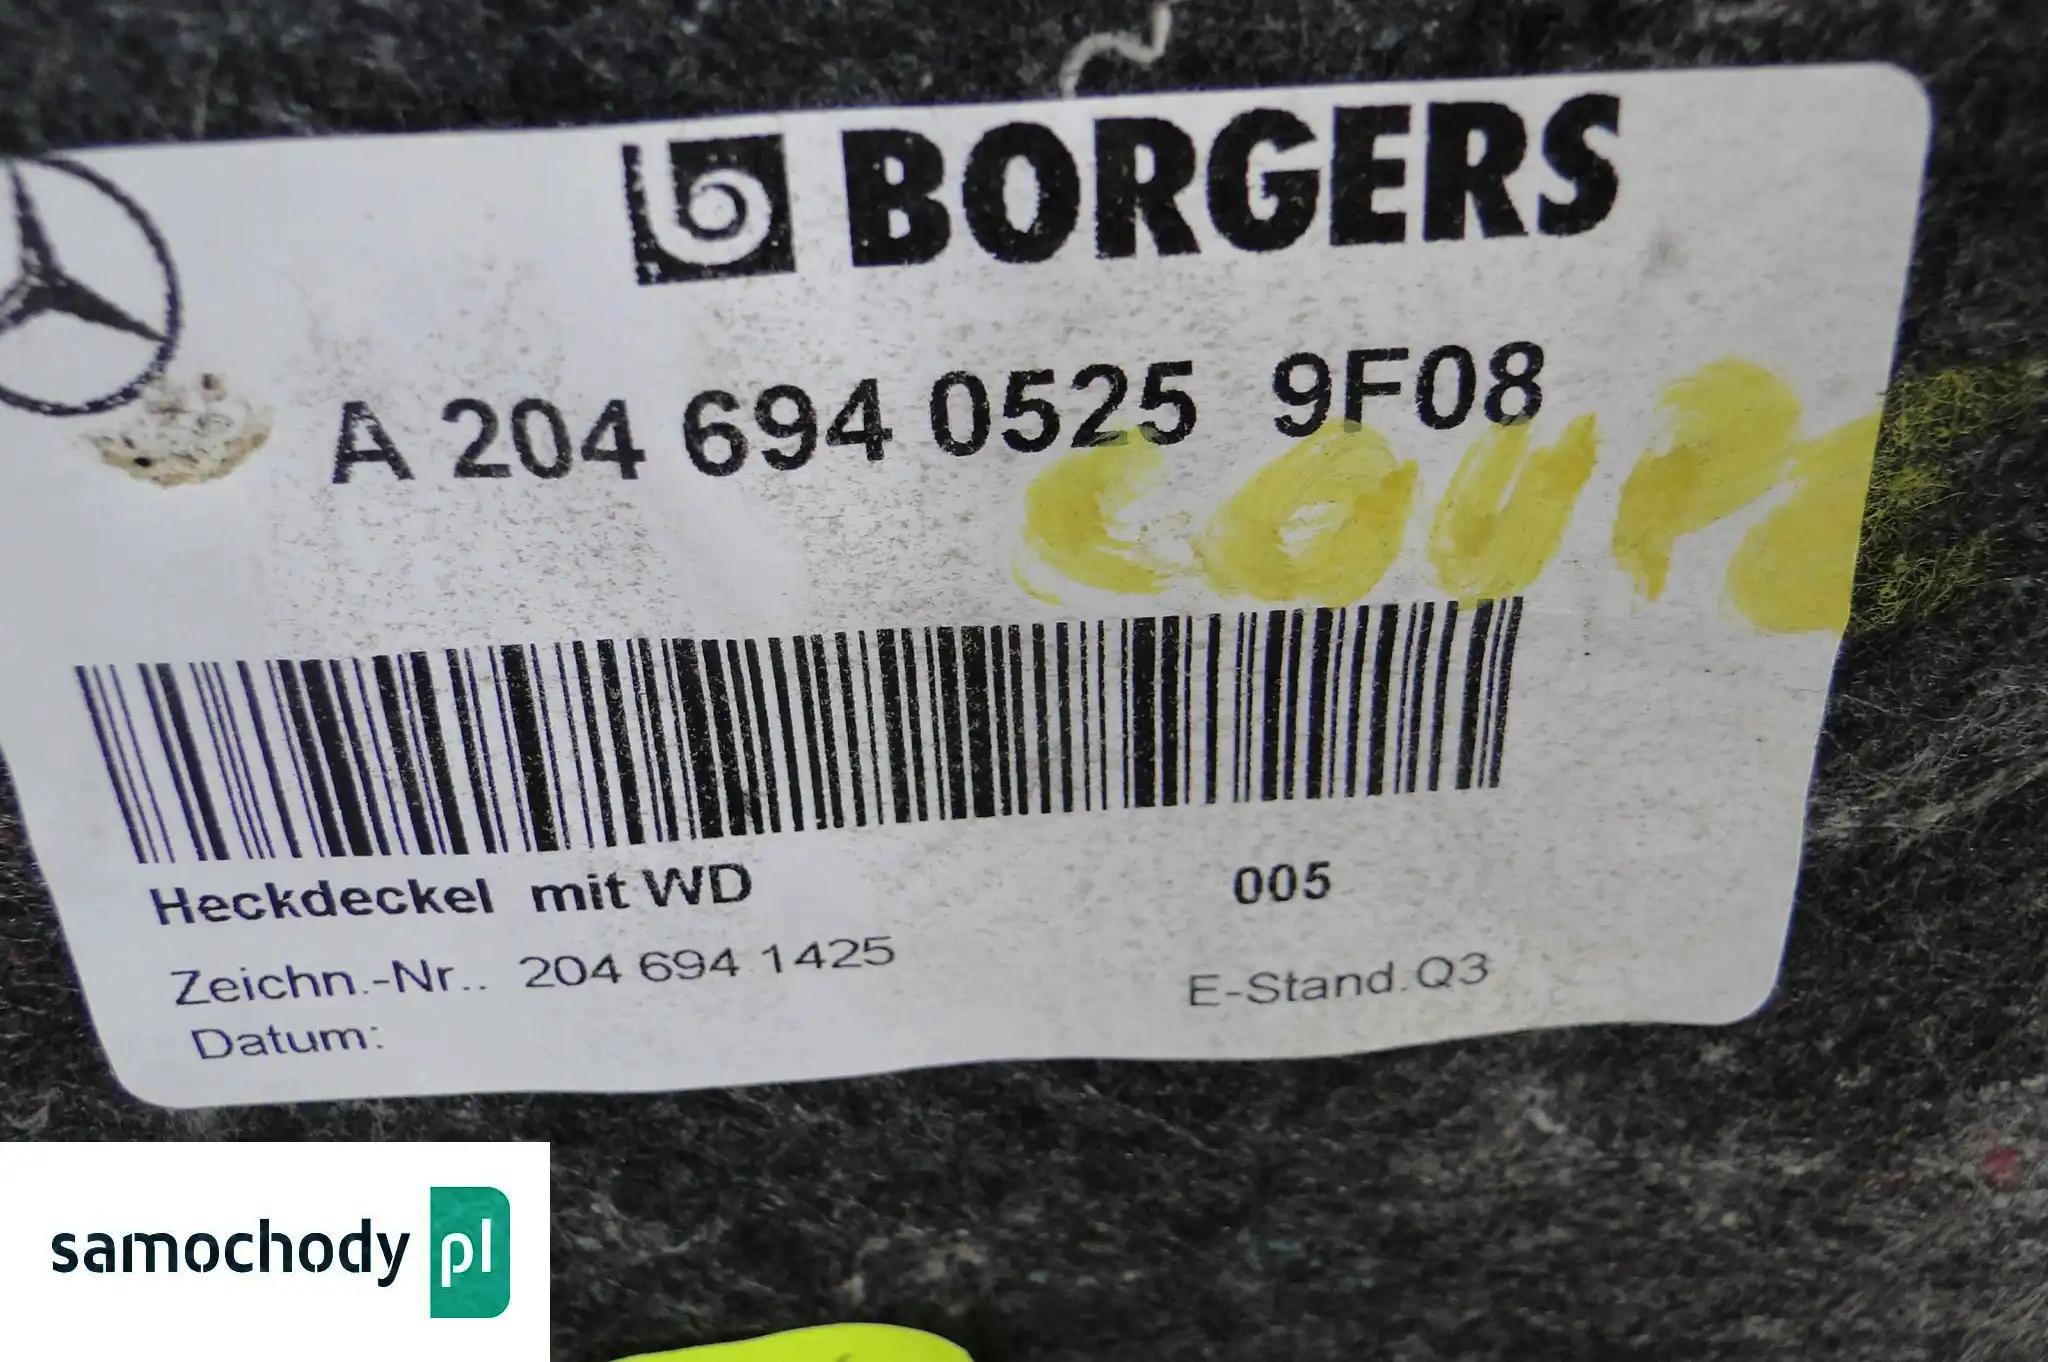 BORGERS
A 204 694 0525 9F08
COUPE
Heckdeckel mit WD 005
Zeichn.-Nr.. 204 694 1425 E-Stand.Q3
Datum:
samochody pl